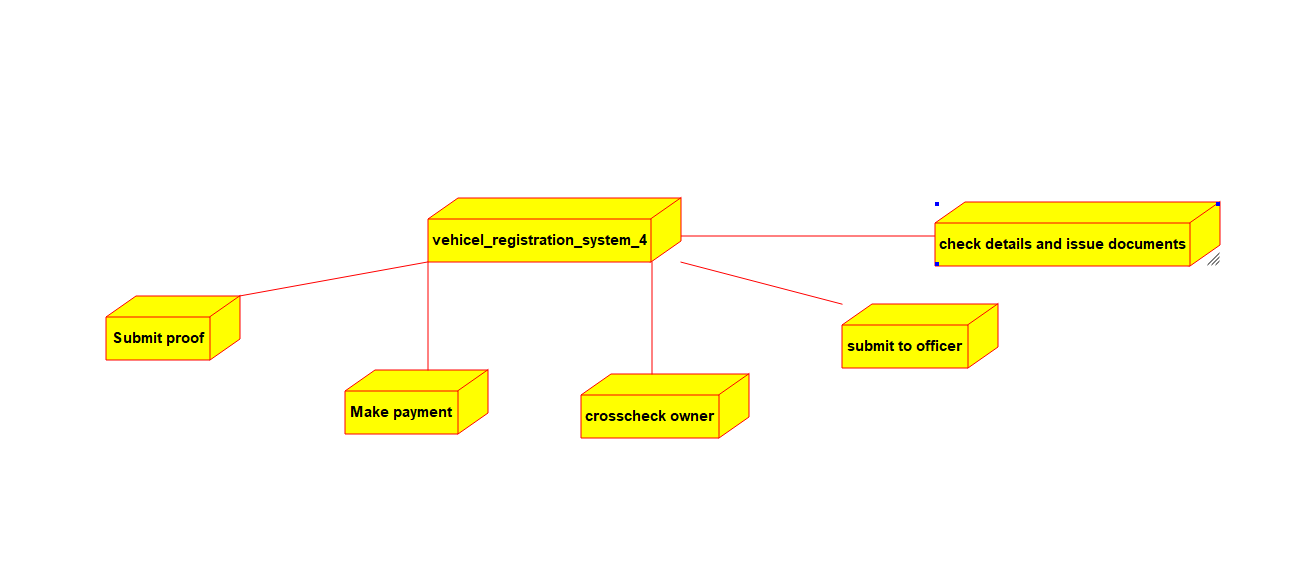 vehicel_registration_system_4
check details and issue documents
Submit proof
submit to officer
Make payment
crosscheck owner